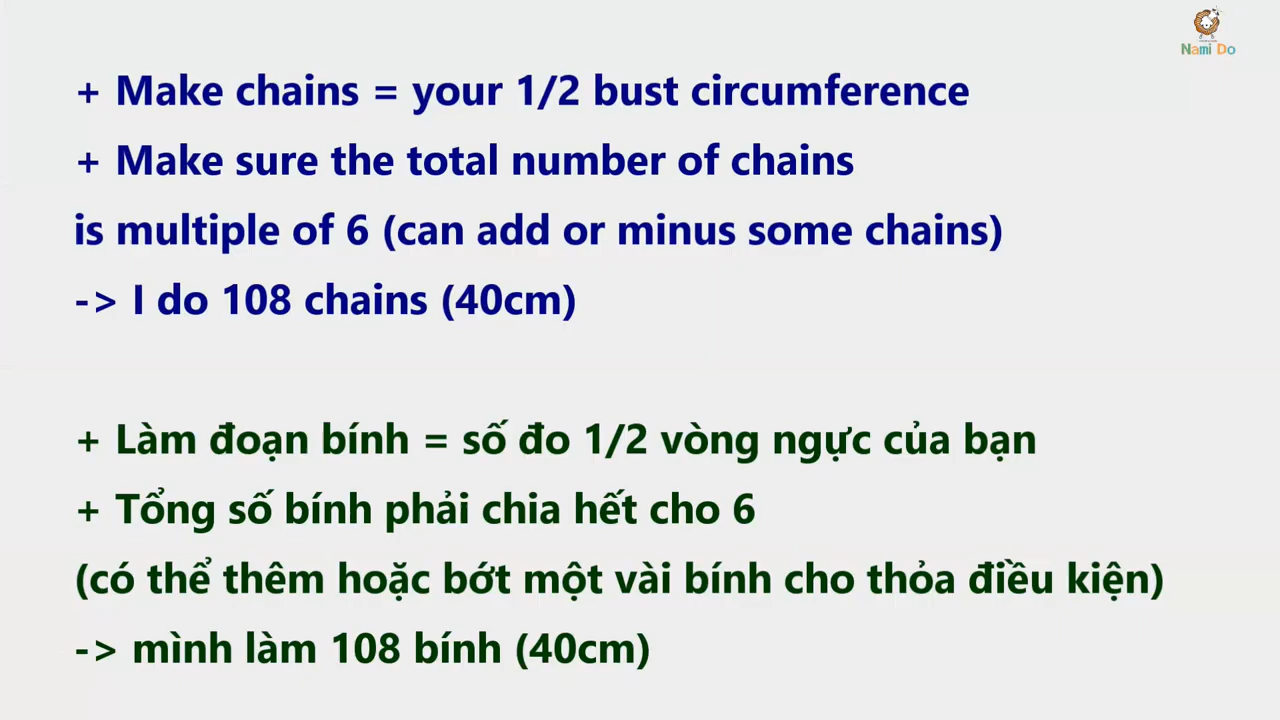 Nami Do
+ Make chains = your 1/2 bust circumference
+ Make sure the total number of chains
is multiple of 6 (can add or minus some chains)
-> I do 108 chains (40cm)
+ Làm đoạn bính = số đo 1/2 vòng ngực của bạn
+ Tổng số bính phải chia hết cho 6
(có thể thêm hoặc bớt một vài bính cho thỏa điều kiện)
-> mình làm 108 bính (40cm)